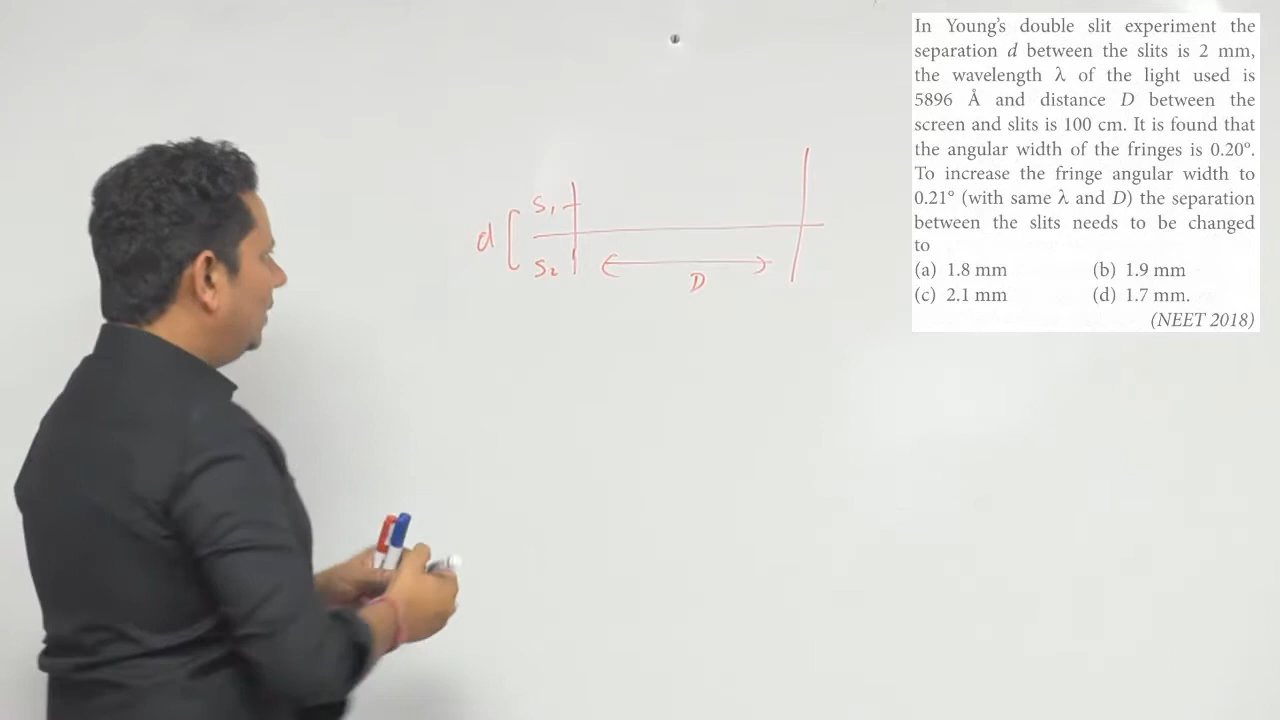 In Young's double slit experiment the
separation d between the slits is 2 mm,
the wavelength λ of the light used is
5896 Å and distance D between the
screen and slits is 100 cm. It is found that
the angular width of the fringes is 0.20°.
To increase the fringe angular width to
0.21° (with same λ and D) the separation
between the slits needs to be changed
to
(a) 1.8 mm (b) 1.9 mm
(c) 2.1 mm (d) 1.7 mm.
(NEET 2018)
S₁
d
S₂
D